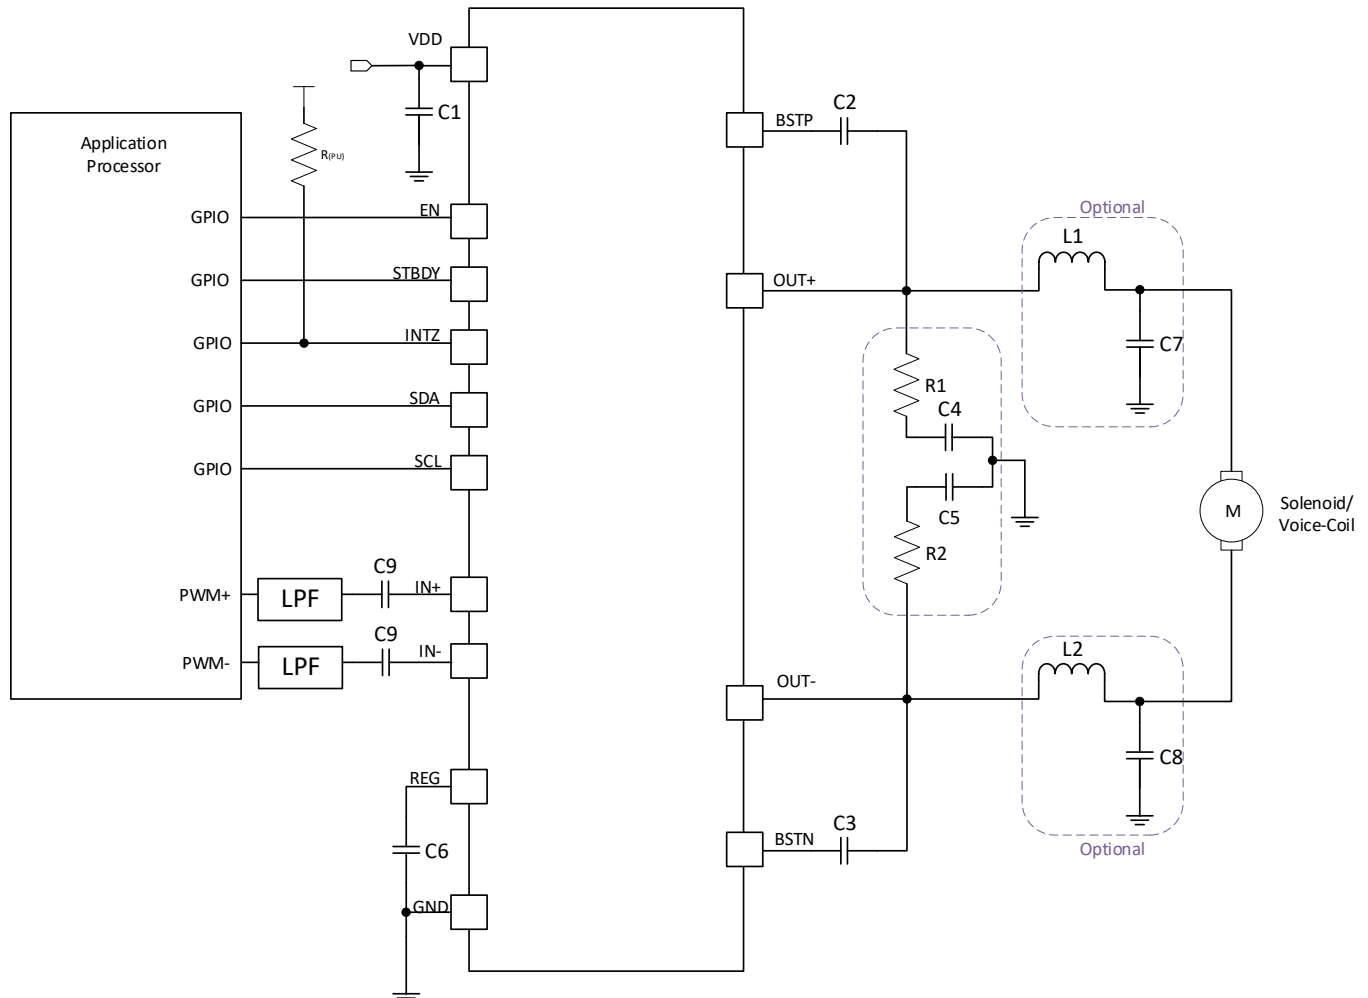 VDD
C1
Application
Processor
R(PU)
GPIO
EN
GPIO
STBDY
GPIO
INTZ
GPIO
SDA
GPIO
SCL
PWM+
LPF
C9
IN+
PWM-
LPF
C9
IN-
REG
C6
GND
BSTP
C2
OUT+
Optional
L1
C7
R1
C4
C5
R2
M
Solenoid/
Voice-Coil
OUT-
L2
C8
Optional
BSTN
C3